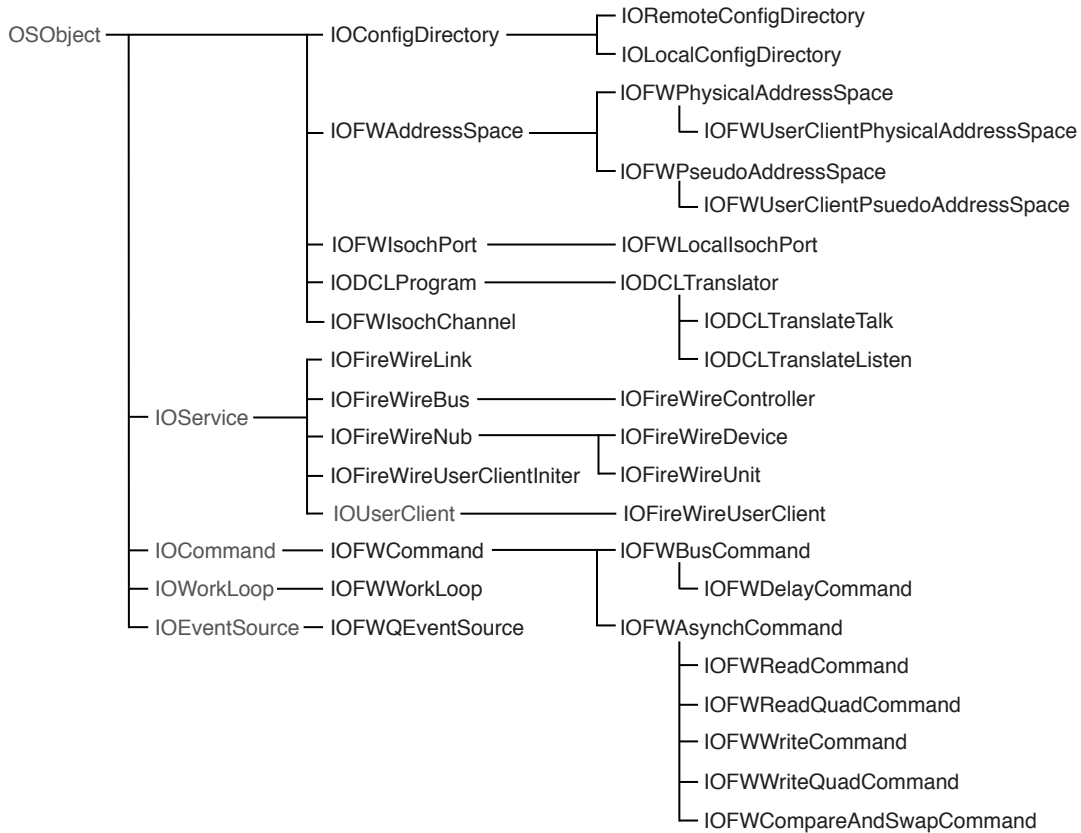 OSObject
IOConfigDirectory
IORemoteConfigDirectory
IOLocalConfigDirectory
IOFWAddressSpace
IOFWPhysicalAddressSpace
IOFWUserClientPhysicalAddressSpace
IOFWPseudoAddressSpace
IOFWUserClientPsuedoAddressSpace
IOFWIsochPort
IOFWLocalIsochPort
IODCLProgram
IODCLTranslator
IOFWIsochChannel
IODCLTranslateTalk
IODCLTranslateListen
IOService
IOFireWireLink
IOFireWireBus
IOFireWireController
IOFireWireNub
IOFireWireDevice
IOFireWireUnit
IOFireWireUserClientIniter
IOUserClient
IOFireWireUserClient
IOCommand
IOFWCommand
IOFWBusCommand
IOFWDelayCommand
IOWorkLoop
IOFWWorkLoop
IOEventSource
IOFWQEventSource
IOFWAsynchCommand
IOFWReadCommand
IOFWReadQuadCommand
IOFWWriteCommand
IOFWWriteQuadCommand
IOFWCompareAndSwapCommand